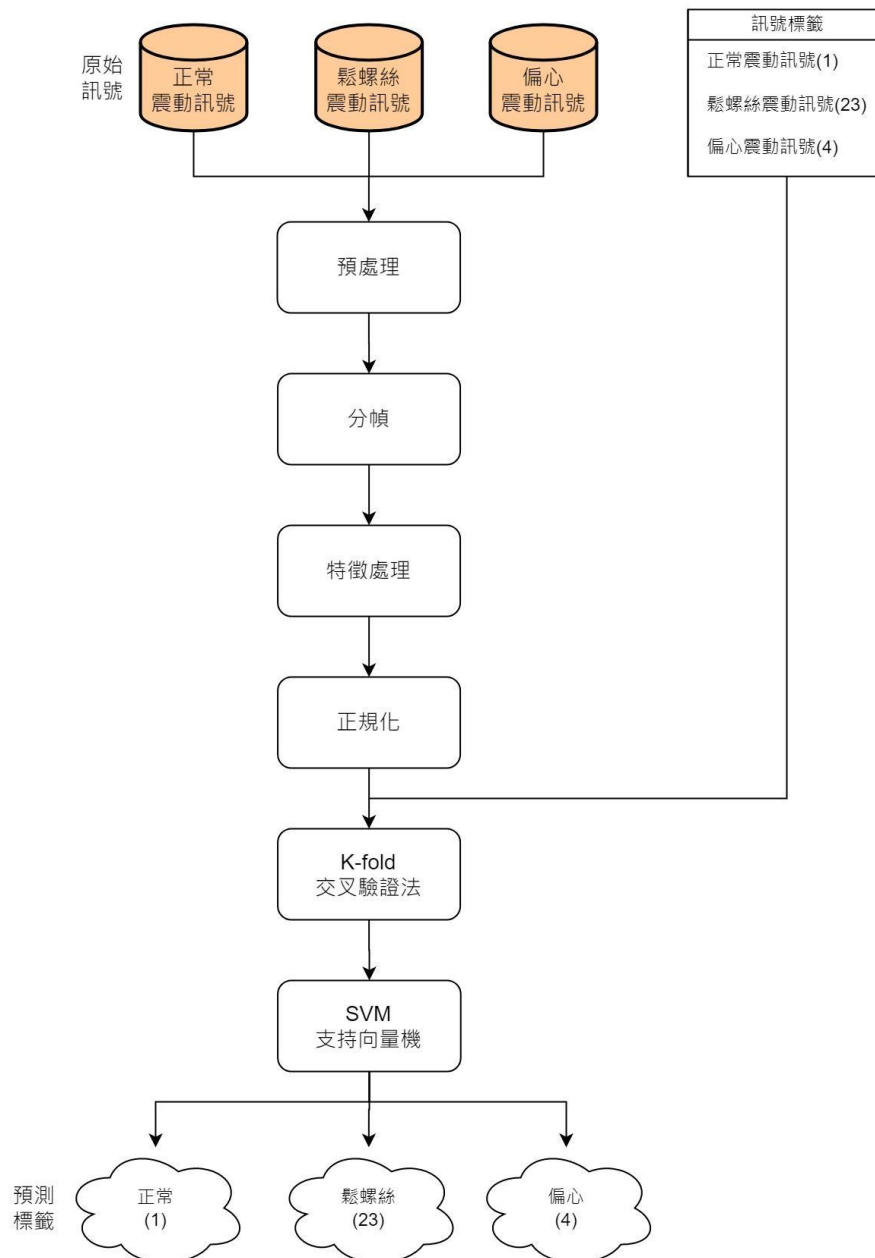 原始
訊號
正常
震動訊號
鬆螺絲
震動訊號
偏心
震動訊號
訊號標籤
正常震動訊號(1)
鬆螺絲震動訊號(23)
偏心震動訊號(4)
預處理
分幀
特徵處理
正規化
K-fold
交叉驗證法
SVM
支持向量機
預測
標籤
正常
(1)
鬆螺絲
(23)
偏心
(4)